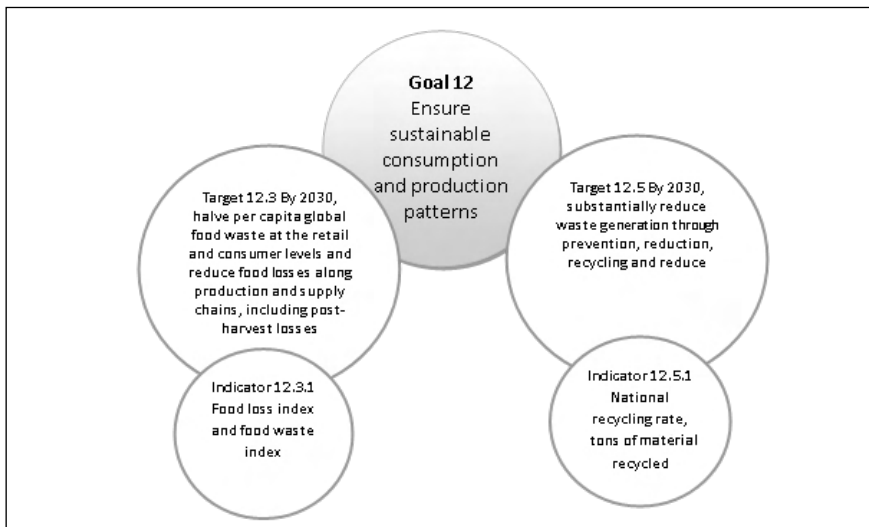 Goal 12
Ensure
sustainable
consumption
and production
patterns
Target 12.3 By 2030,
halve per capita global
food waste at the retail
and consumer levels and
reduce food losses along
production and supply
chains, including post-
harvest losses
Indicator 12.3.1
Food loss index
and food waste
index
Target 12.5 By 2030,
substantially reduce
waste generation through
prevention, reduction,
recycling and reduce
Indicator 12.5.1
National
recycling rate,
tons of material
recycled